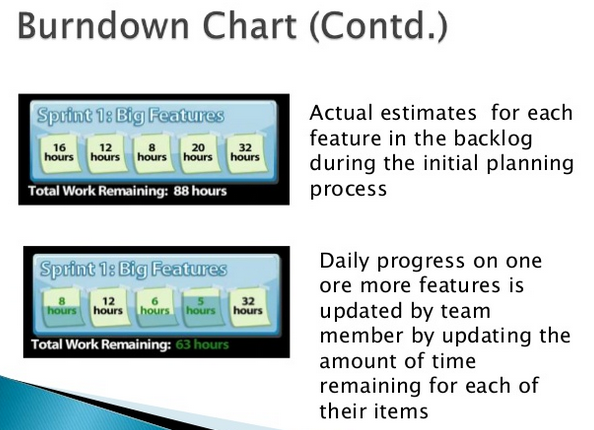 Burndown Chart (Contd.)
Sprint 1: Big Features
16 hours 12 hours 8 hours 20 hours 32 hours
Total Work Remaining: 88 hours
Actual estimates for each
feature in the backlog
during the initial planning
process
Sprint 1: Big Features
8 hours 12 hours 6 hours 5 hours 32 hours
Total Work Remaining: 63 hours
Daily progress on one
ore more features is
updated by team
member by updating the
amount of time
remaining for each of
their items